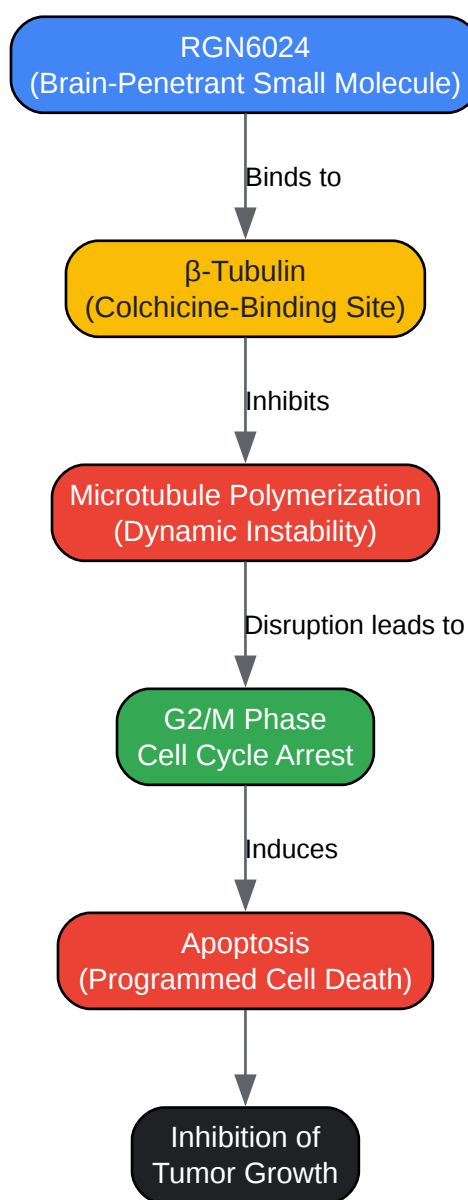 RGN6024
(Brain-Penetrant Small Molecule)
Binds to
β-Tubulin
(Colchicine-Binding Site)
Inhibits
Microtubule Polymerization
(Dynamic Instability)
Disruption leads to
G2/M Phase
Cell Cycle Arrest
Induces
Apoptosis
(Programmed Cell Death)
Inhibition of
Tumor Growth